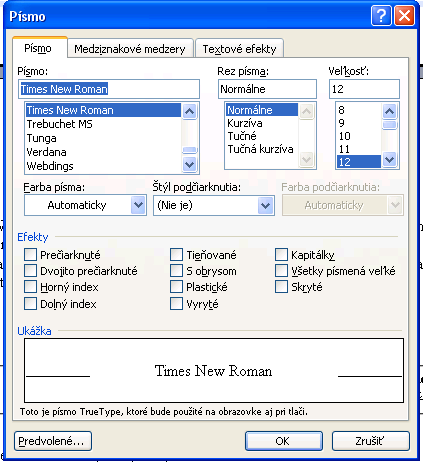 Písmo
Písmo
Medziznakové medzery
Textové efekty
Písmo:
Rez písma:
Veľkosť:
Times New Roman
Normálne
12
Times New Roman
Trebuchet MS
Tunga
Verdana
Webdings
Normálne
Kurzíva
Tučné
Tučná kurzíva
8
9
10
11
12
Farba písma:
Štýl podčiarknutia:
Farba podčiarknutia:
Automaticky
(Nie je)
Automaticky
Efekty
Prečiarknuté
Tieňované
Kapitálky
Dvojito prečiarknuté
S obrysom
Všetky písmená veľké
Horný index
Plastické
Skryté
Dolný index
Vyryté
Ukážka
Times New Roman
Toto je písmo TrueType, ktoré bude použité na obrazovke aj pri tlači.
Predvolené...
OK
Zrušiť